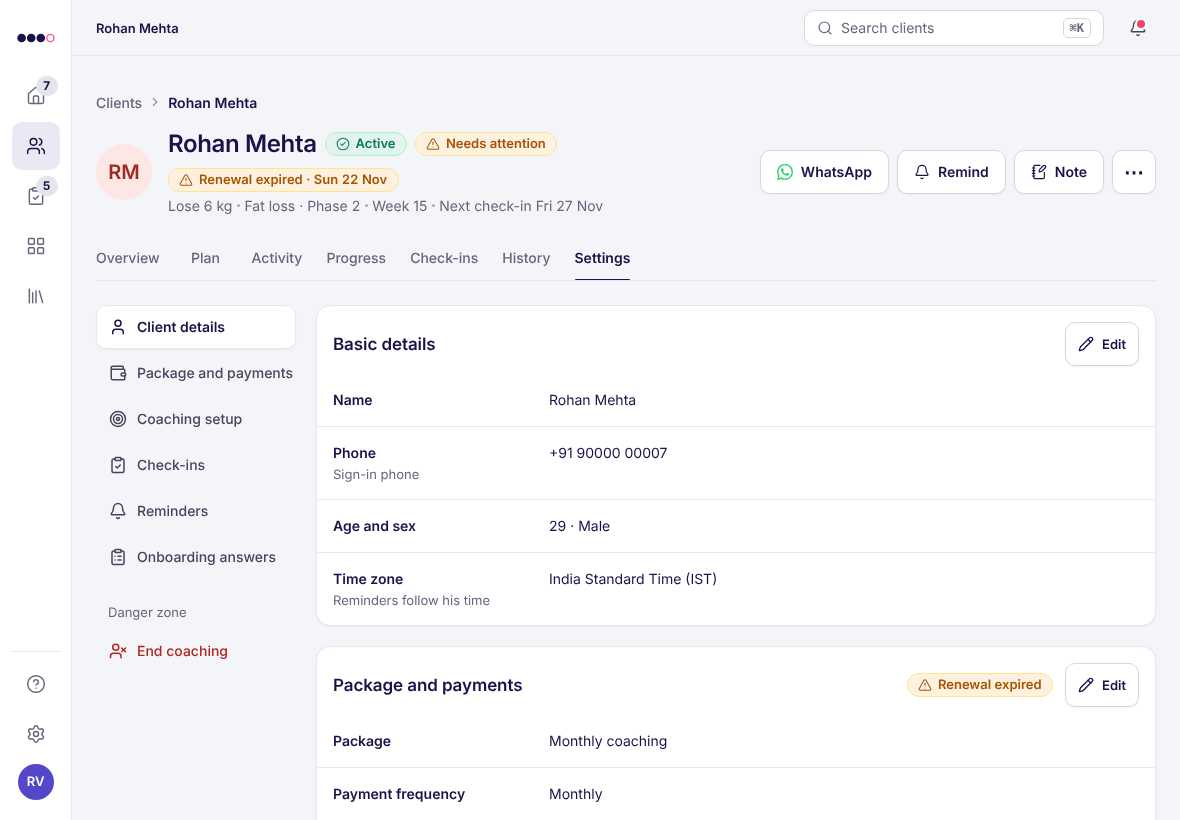 Rohan Mehta
Search clients
⌘K
7
5
Clients
Rohan Mehta
RM
Rohan Mehta
Active
Needs attention
Renewal expired · Sun 22 Nov
Lose 6 kg · Fat loss · Phase 2 · Week 15 · Next check-in Fri 27 Nov
WhatsApp
Remind
Note
Overview
Plan
Activity
Progress
Check-ins
History
Settings
Client details
Package and payments
Coaching setup
Check-ins
Reminders
Onboarding answers
Danger zone
End coaching
Basic details
Edit
Name
Rohan Mehta
Phone
+91 90000 00007
Sign-in phone
Age and sex
29 · Male
Time zone
India Standard Time (IST)
Reminders follow his time
Package and payments
Renewal expired
Edit
Package
Monthly coaching
Payment frequency
Monthly
RV